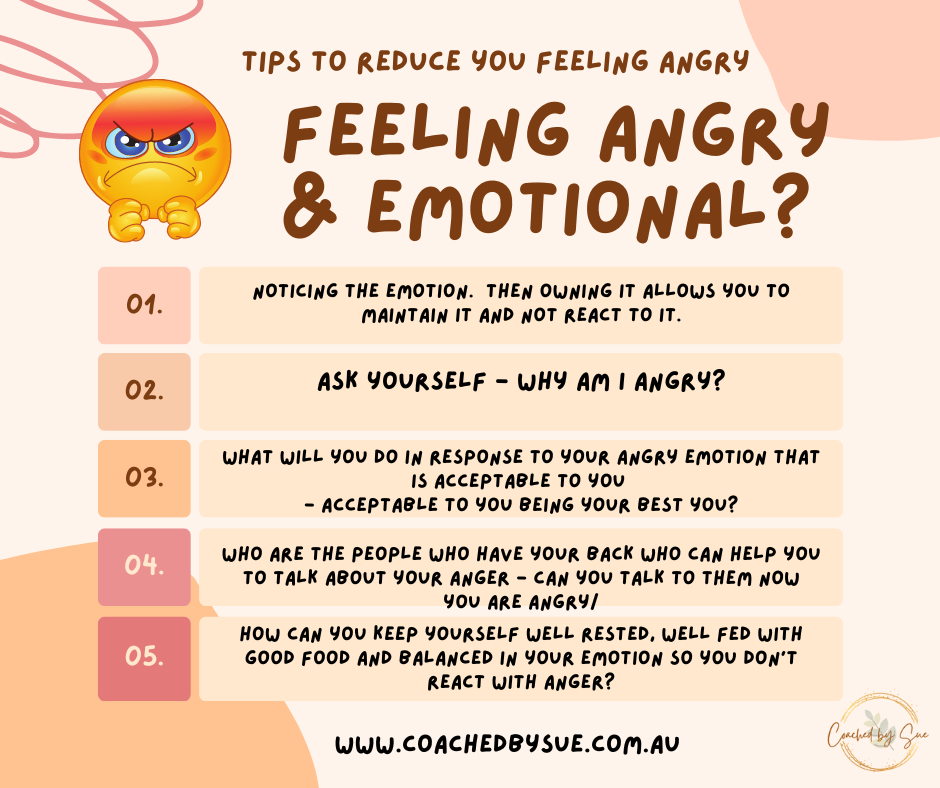 TIPS TO REDUCE YOU FEELING ANGRY
FEELING ANGRY
& EMOTIONAL?
01.
NOTICING THE EMOTION.  THEN OWNING IT ALLOWS YOU TO
MAINTAIN IT AND NOT REACT TO IT.
02.
ASK YOURSELF - WHY AM I ANGRY?
03.
WHAT WILL YOU DO IN RESPONSE TO YOUR ANGRY EMOTION THAT
IS ACCEPTABLE TO YOU
- ACCEPTABLE TO YOU BEING YOUR BEST YOU?
04.
WHO ARE THE PEOPLE WHO HAVE YOUR BACK WHO CAN HELP YOU
TO TALK ABOUT YOUR ANGER - CAN YOU TALK TO THEM NOW
YOU ARE ANGRY/
05.
HOW CAN YOU KEEP YOURSELF WELL RESTED, WELL FED WITH
GOOD FOOD AND BALANCED IN YOUR EMOTION SO YOU DON'T
REACT WITH ANGER?
WWW.COACHEDBYSUE.COM.AU
Coached by Sue